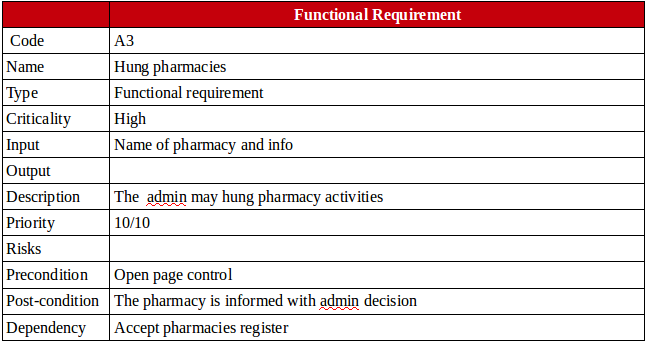 Functional Requirement
Code A3
Name Hung pharmacies
Type Functional requirement
Criticality High
Input Name of pharmacy and info
Output
Description The admin may hung pharmacy activities
Priority 10/10
Risks
Precondition Open page control
Post-condition The pharmacy is informed with admin decision
Dependency Accept pharmacies register